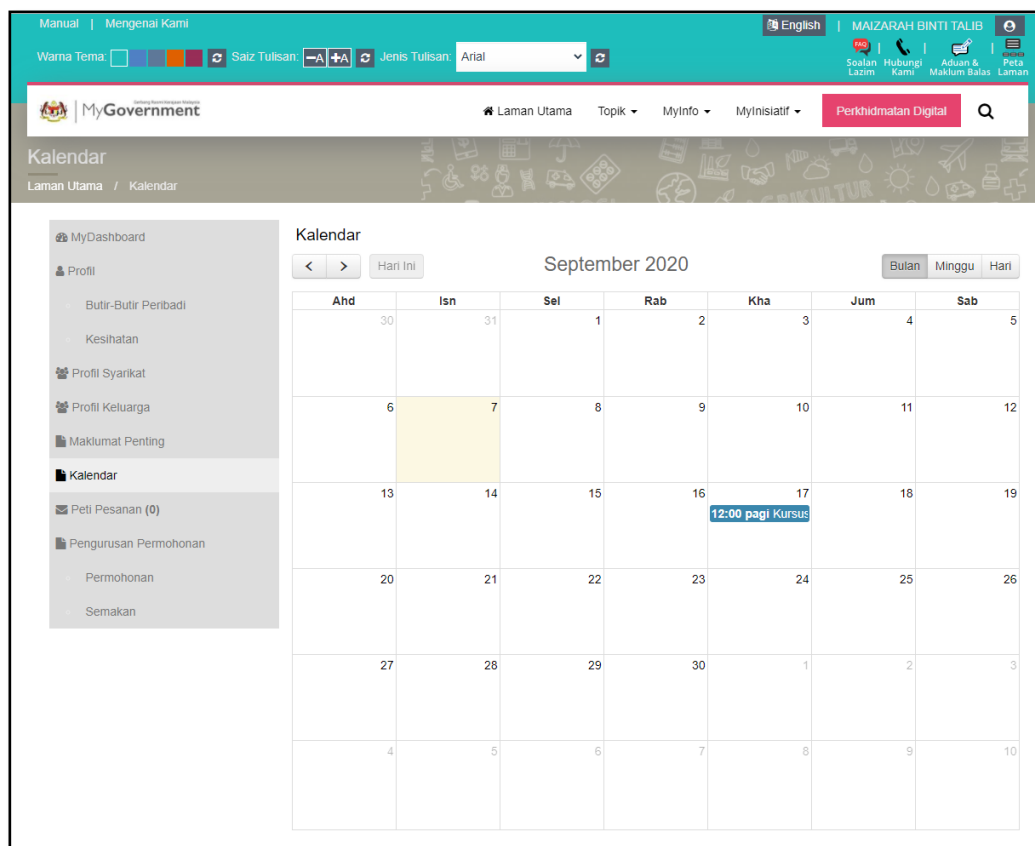 Manual | Mengenai Kami
English | MAIZARAH BINTI TALIB
Warna Tema: Saiz Tulisan: -A +A Jenis Tulisan: Arial
FAQ
Soalan Lazim | Hubungi Kami | Aduan & Maklum Balas | Peta Laman
MyGovernment
Laman Utama Topik MyInfo MyInisiatif Perkhidmatan Digital
Kalendar
Laman Utama / Kalendar
AGRIKULTUR
MyDashboard
Profil
Butir-Butir Peribadi
Kesihatan
Profil Syarikat
Profil Keluarga
Maklumat Penting
Kalendar
Peti Pesanan (0)
Pengurusan Permohonan
Permohonan
Semakan
Kalendar
< > Hari Ini September 2020 Bulan Minggu Hari
Ahd Isn Sel Rab Kha Jum Sab
30 31 1 2 3 4 5
6 7 8 9 10 11 12
13 14 15 16 17 18 19
12:00 pagi Kursus
20 21 22 23 24 25 26
27 28 29 30 1 2 3
4 5 6 7 8 9 10